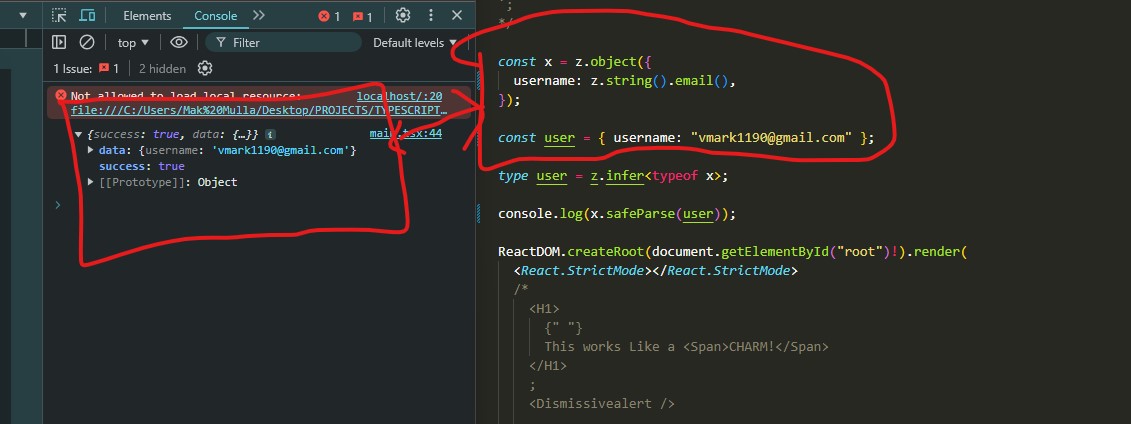 Elements Console 1 1
top Filter Default levels
1 Issue: 1 2 hidden
Not allowed to load local resource: localhost/:20
file:///C:/Users/Mak%20Mulla/Desktop/PROJECTS/TYPESCRIPT…
{success: true, data: {…}} i :44
data: {username: 'vmark1190@gmail.com'}
success: true
[[Prototype]]: Object
*/
const x = z.object({
username: z.string().email(),
});
const user = { username: "vmark1190@gmail.com" };
type user = z.infer<typeof x>;
console.log(x.safeParse(user));
ReactDOM.createRoot(document.getElementById("root")!).render(
<React.StrictMode></React.StrictMode>
/*
<H1>
{" "}
This works Like a <Span>CHARM!</Span>
</H1>
;
<Dismissivealert />